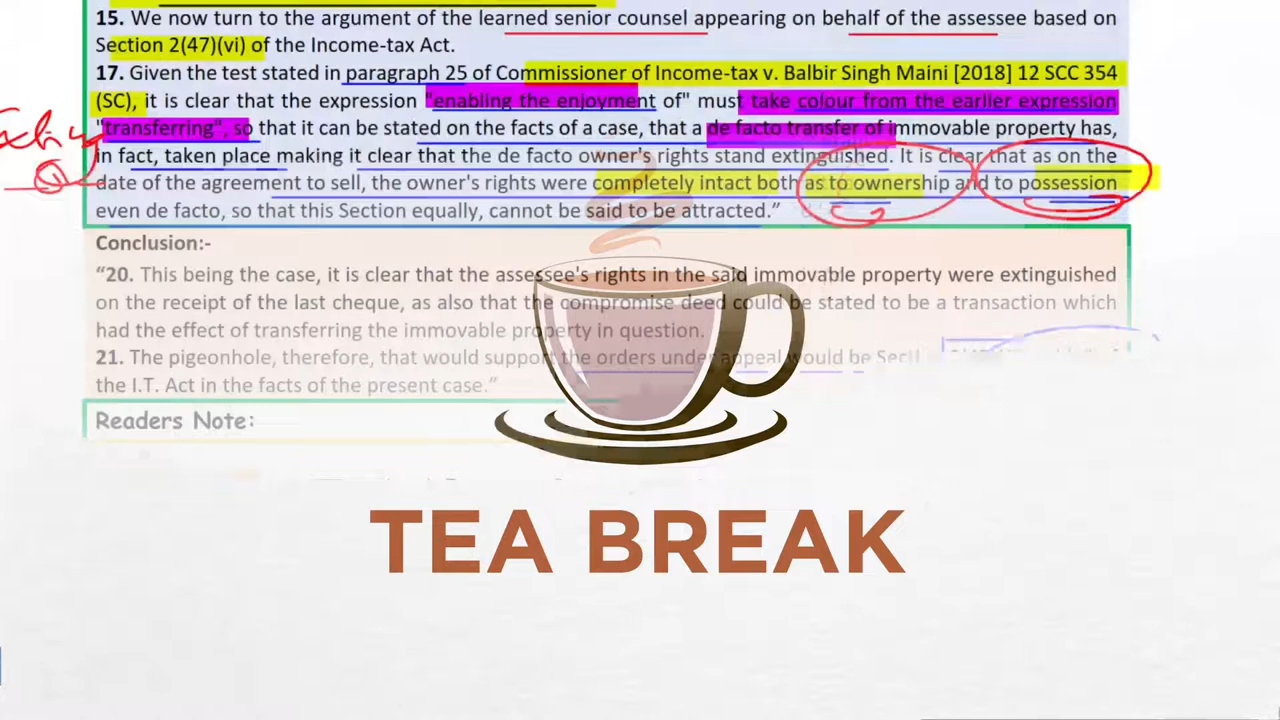 15. We now turn to the argument of the learned senior counsel appearing on behalf of the assessee based on
Section 2(47)(vi) of the Income-tax Act.
17. Given the test stated in paragraph 25 of Commissioner of Income-tax v. Balbir Singh Maini [2018] 12 SCC 354
(SC), it is clear that the expression "enabling the enjoyment of" must take colour from the earlier expression
"transferring", so that it can be stated on the facts of a case, that a de facto transfer of immovable property has,
in fact, taken place making it clear that the de facto owner's rights stand extinguished. It is clear that as on the
date of the agreement to sell, the owner's rights were completely intact both as to ownership and to possession
even de facto, so that this Section equally, cannot be said to be attracted.”
Conclusion:-
“20. This being the case, it is clear that the assessee's rights in the said immovable property were extinguished
on the receipt of the last cheque, as also that the compromise deed could be stated to be a transaction which
had the effect of transferring the immovable property in question.
21. The pigeonhole, therefore, that would support the orders under appeal would be
the I.T. Act in the facts of the present case.”
Readers Note:
TEA BREAK